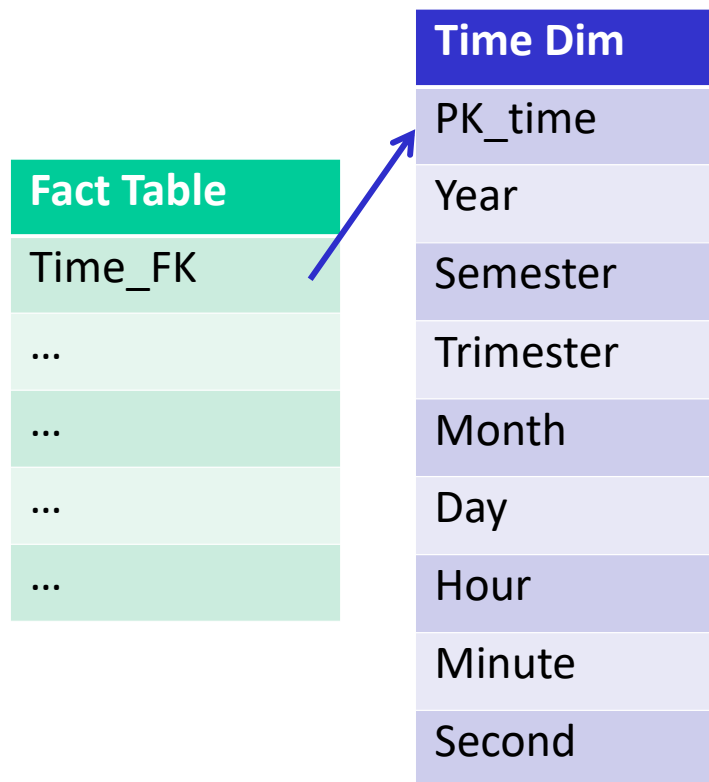 Fact Table
Time_FK
...
...
...
...
Time Dim
PK_time
Year
Semester
Trimester
Month
Day
Hour
Minute
Second